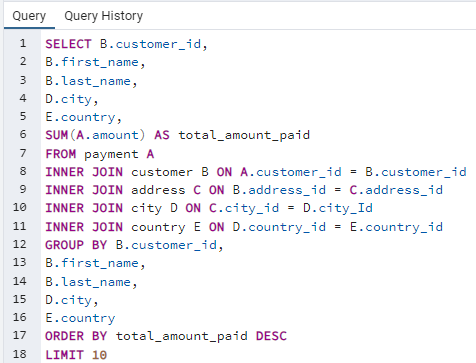 Query Query History
1 SELECT B.customer_id,
2 B.first_name,
3 B.last_name,
4 D.city,
5 E.country,
6 SUM(A.amount) AS total_amount_paid
7 FROM payment A
8 INNER JOIN customer B ON A.customer_id = B.customer_id
9 INNER JOIN address C ON B.address_id = C.address_id
10 INNER JOIN city D ON C.city_id = D.city_Id
11 INNER JOIN country E ON D.country_id = E.country_id
12 GROUP BY B.customer_id,
13 B.first_name,
14 B.last_name,
15 D.city,
16 E.country
17 ORDER BY total_amount_paid DESC
18 LIMIT 10